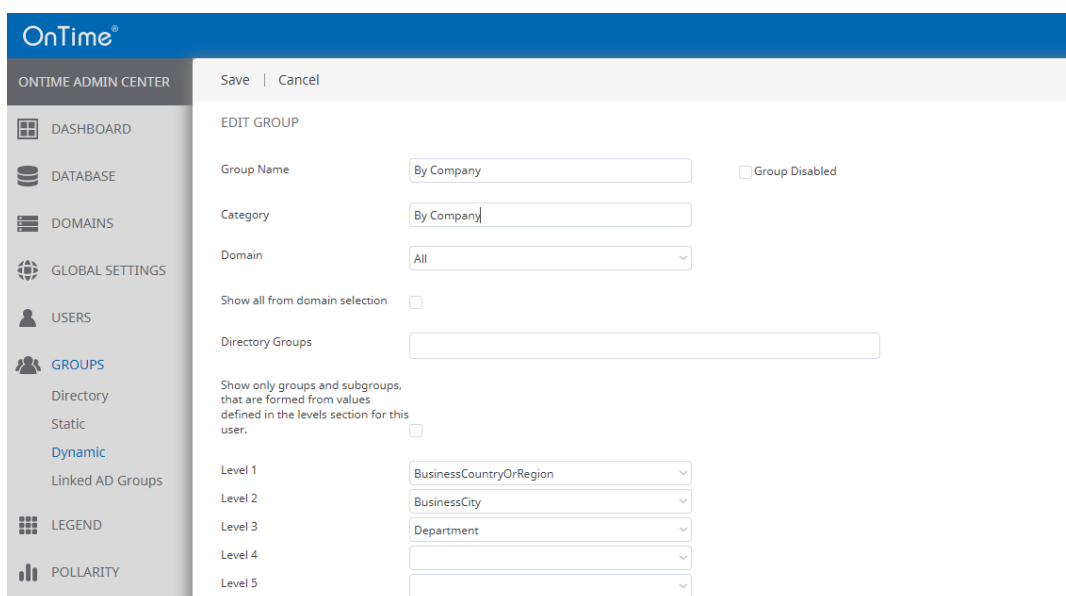 OnTime®
ONTIME ADMIN CENTER
Save | Cancel
DASHBOARD
DATABASE
DOMAINS
GLOBAL SETTINGS
USERS
GROUPS
Directory
Static
Dynamic
Linked AD Groups
LEGEND
POLLARITY
EDIT GROUP
Group Name By Company Group Disabled
Category By Company
Domain All
Show all from domain selection
Directory Groups
Show only groups and subgroups,
that are formed from values
defined in the levels section for this
user.
Level 1 BusinessCountryOrRegion
Level 2 BusinessCity
Level 3 Department
Level 4
Level 5